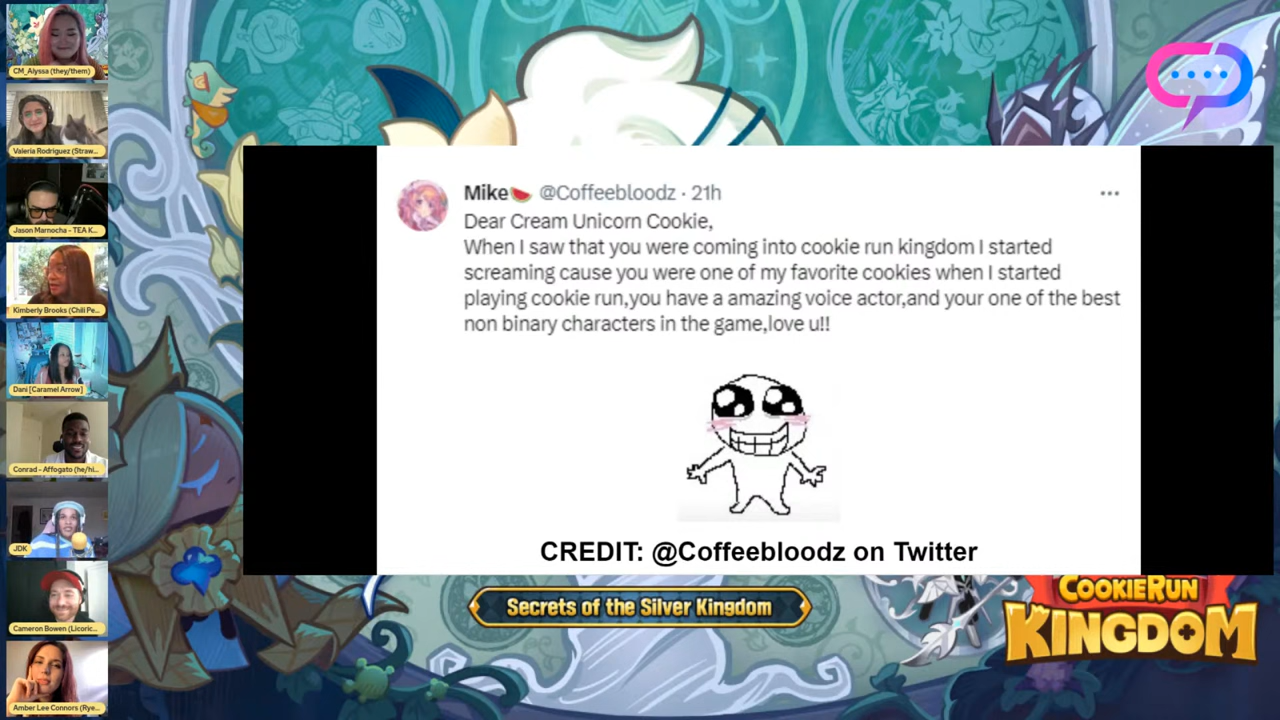 CM_Alyssa (they/them)
Valeria Rodriguez (Straw...
Jason Marnocha - TEA K...
Kimberly Brooks (Chili Pe...
Dani [Caramel Arrow]
Conrad - Affogato (he/hi...
JDK
Cameron Bowen (Licoric...
Amber Lee Connors (Rye...
Mike🍉 @Coffeebloodz · 21h
Dear Cream Unicorn Cookie,
When I saw that you were coming into cookie run kingdom I started
screaming cause you were one of my favorite cookies when I started
playing cookie run,you have a amazing voice actor,and your one of the best
non binary characters in the game,love u!!
CREDIT: @Coffeebloodz on Twitter
Secrets of the Silver Kingdom
COOKIERUN
KINGDOM